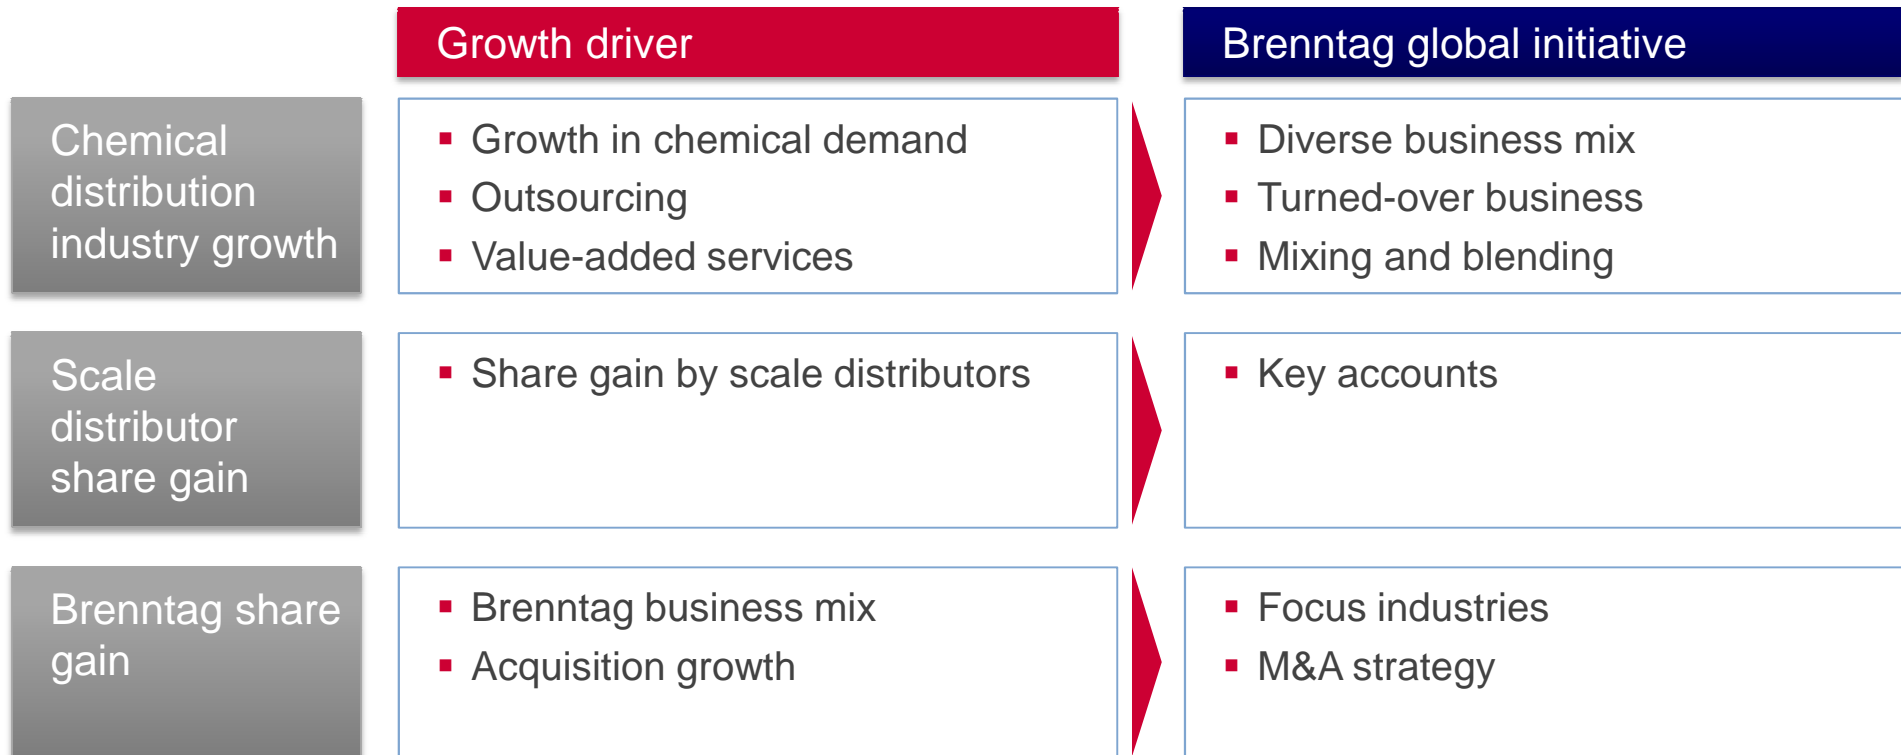 Growth driver
Brenntag global initiative
Chemical
distribution
industry growth
▪ Growth in chemical demand
▪ Outsourcing
▪ Value-added services
▪ Diverse business mix
▪ Turned-over business
▪ Mixing and blending
Scale
distributor
share gain
▪ Share gain by scale distributors
▪ Key accounts
Brenntag share
gain
▪ Brenntag business mix
▪ Acquisition growth
▪ Focus industries
▪ M&A strategy